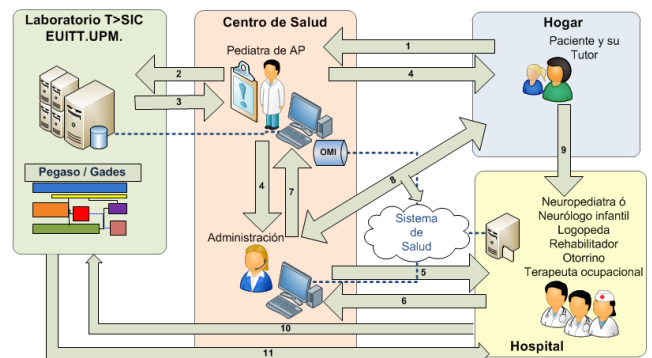 Laboratorio T>SIC
EUITT.UPM.
Centro de Salud
Hogar
Pediatra de AP
Paciente y su
Tutor
1
2
4
3
9
OMI
Pegaso / Gades
4
7
8
Neuropediatra ó
Neurólogo infantil
Logopeda
Rehabilitador
Otorrino
Terapeuta ocupacional
Sistema
de
Salud
Administración
5
6
10
Hospital
11